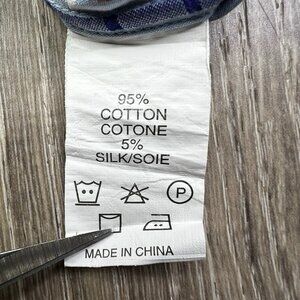 95%
COTTON
COTONE
5%
SILK/SOIE
P
MADE IN CHINA